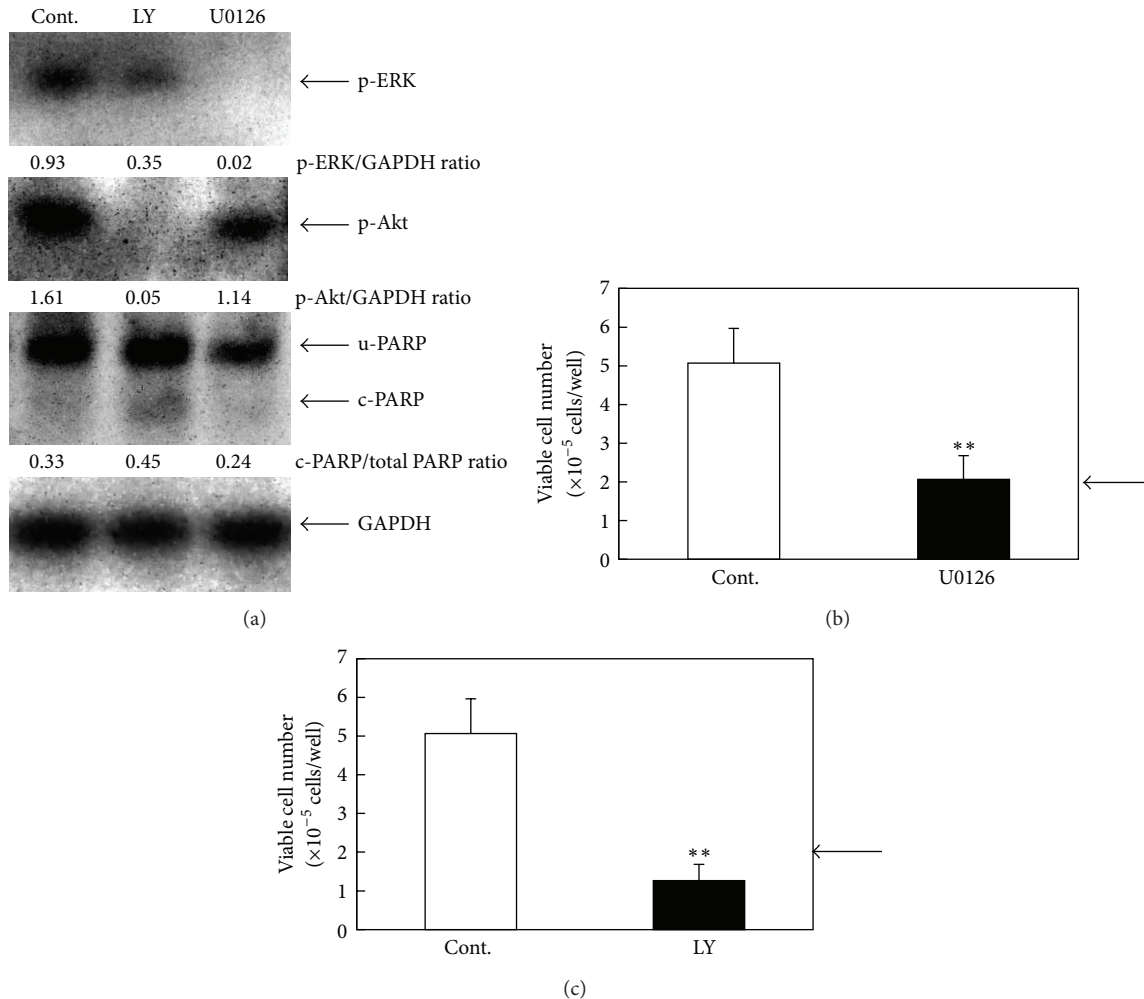 Cont. LY U0126
p-ERK
0.93 0.35 0.02 p-ERK/GAPDH ratio
p-Akt
1.61 0.05 1.14 p-Akt/GAPDH ratio
u-PARP
c-PARP
0.33 0.45 0.24 c-PARP/total PARP ratio
GAPDH
(a)
Viable cell number
(×10⁻⁵ cells/well)
7
6
5
4
3
2
1
0
**
Cont. U0126
(b)
Viable cell number
(×10⁻⁵ cells/well)
7
6
5
4
3
2
1
0
**
Cont. LY
(c)